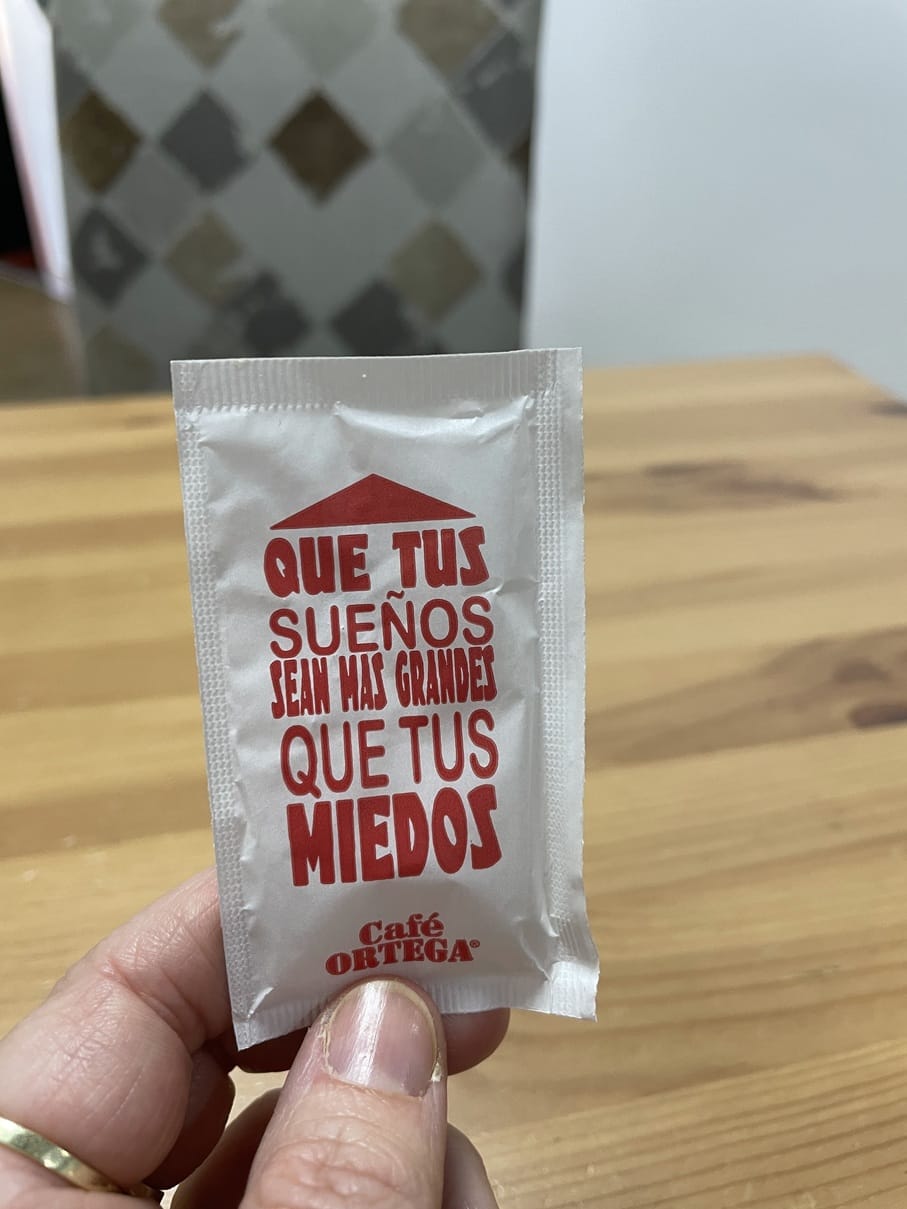 QUE TUS
SUEÑOS
SEAN MAS GRANDES
QUE TUS
MIEDOS
Café
ORTEGA®